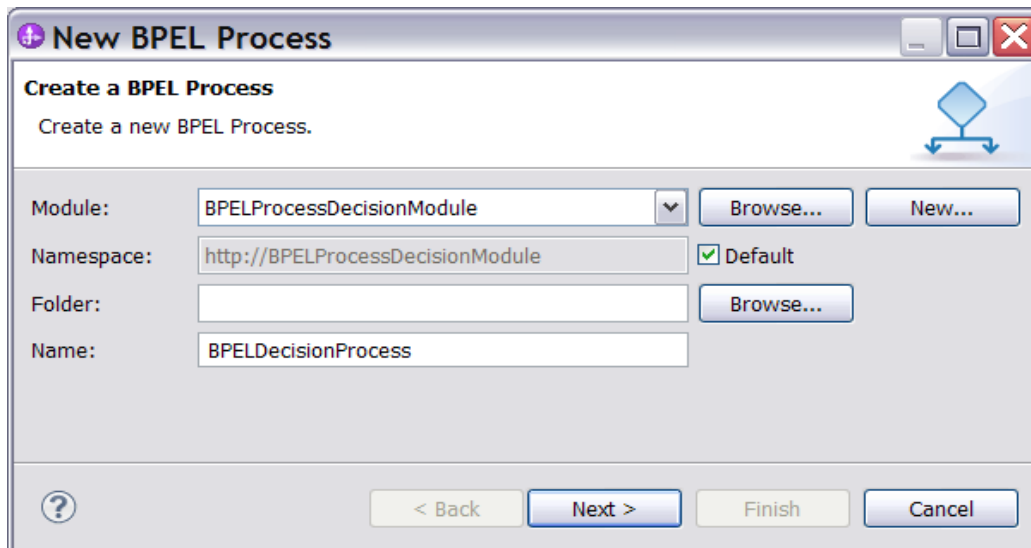 New BPEL Process
Create a BPEL Process
Create a new BPEL Process.
Module: BPELProcessDecisionModule Browse... New...
Namespace: http://BPELProcessDecisionModule Default
Folder: Browse...
Name: BPELDecisionProcess
? < Back Next > Finish Cancel